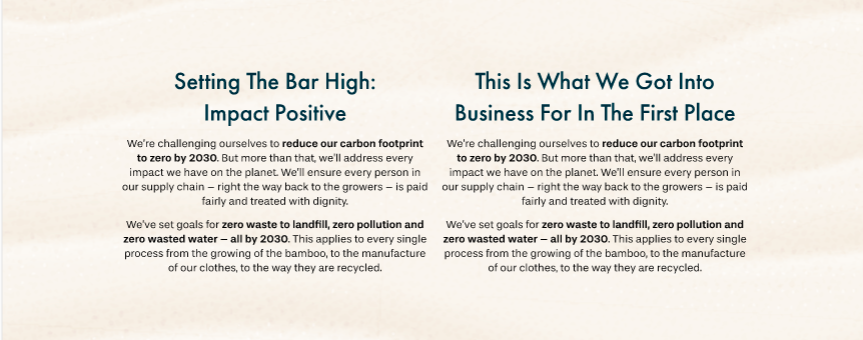 Setting The Bar High:
Impact Positive
We're challenging ourselves to reduce our carbon footprint
to zero by 2030. But more than that, we'll address every
impact we have on the planet. We'll ensure every person in
our supply chain – right the way back to the growers – is paid
fairly and treated with dignity.
We've set goals for zero waste to landfill, zero pollution and
zero wasted water – all by 2030. This applies to every single
process from the growing of the bamboo, to the manufacture
of our clothes, to the way they are recycled.
This Is What We Got Into
Business For In The First Place
We're challenging ourselves to reduce our carbon footprint
to zero by 2030. But more than that, we'll address every
impact we have on the planet. We'll ensure every person in
our supply chain – right the way back to the growers – is paid
fairly and treated with dignity.
We've set goals for zero waste to landfill, zero pollution and
zero wasted water – all by 2030. This applies to every single
process from the growing of the bamboo, to the manufacture
of our clothes, to the way they are recycled.